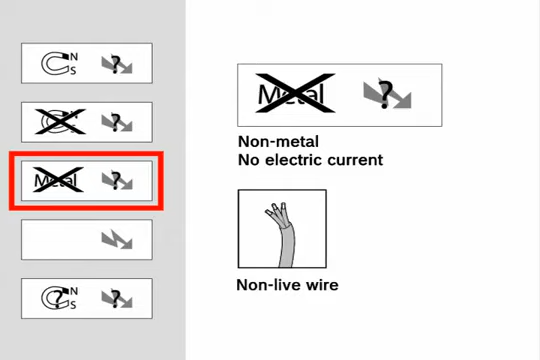 N
S
?
N
S
?
Metal
?
?
N
S
?
Metal
?
Non-metal
No electric current
Non-live wire